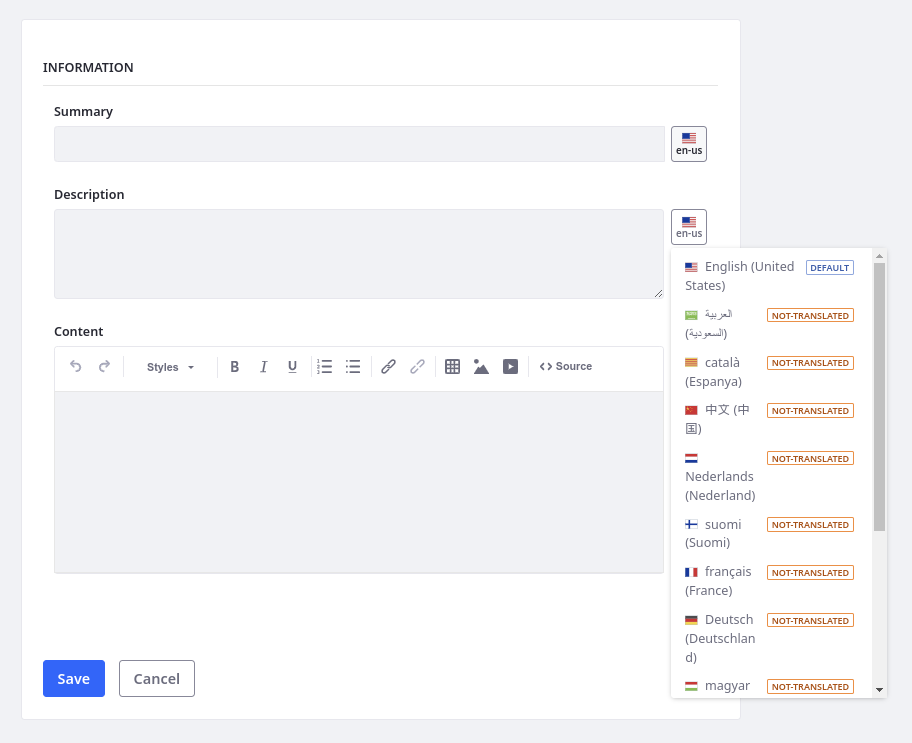 INFORMATION
Summary
en-us
Description
en-us
English (United
States)
DEFAULT
العربية
(السعودية)
NOT-TRANSLATED
català
(Espanya)
NOT-TRANSLATED
中文 (中
国)
NOT-TRANSLATED
Nederlands
(Nederland)
NOT-TRANSLATED
suomi
(Suomi)
NOT-TRANSLATED
français
(France)
NOT-TRANSLATED
Deutsch
(Deutschlan
d)
NOT-TRANSLATED
magyar
NOT-TRANSLATED
Content
Styles B I U Source
Save Cancel